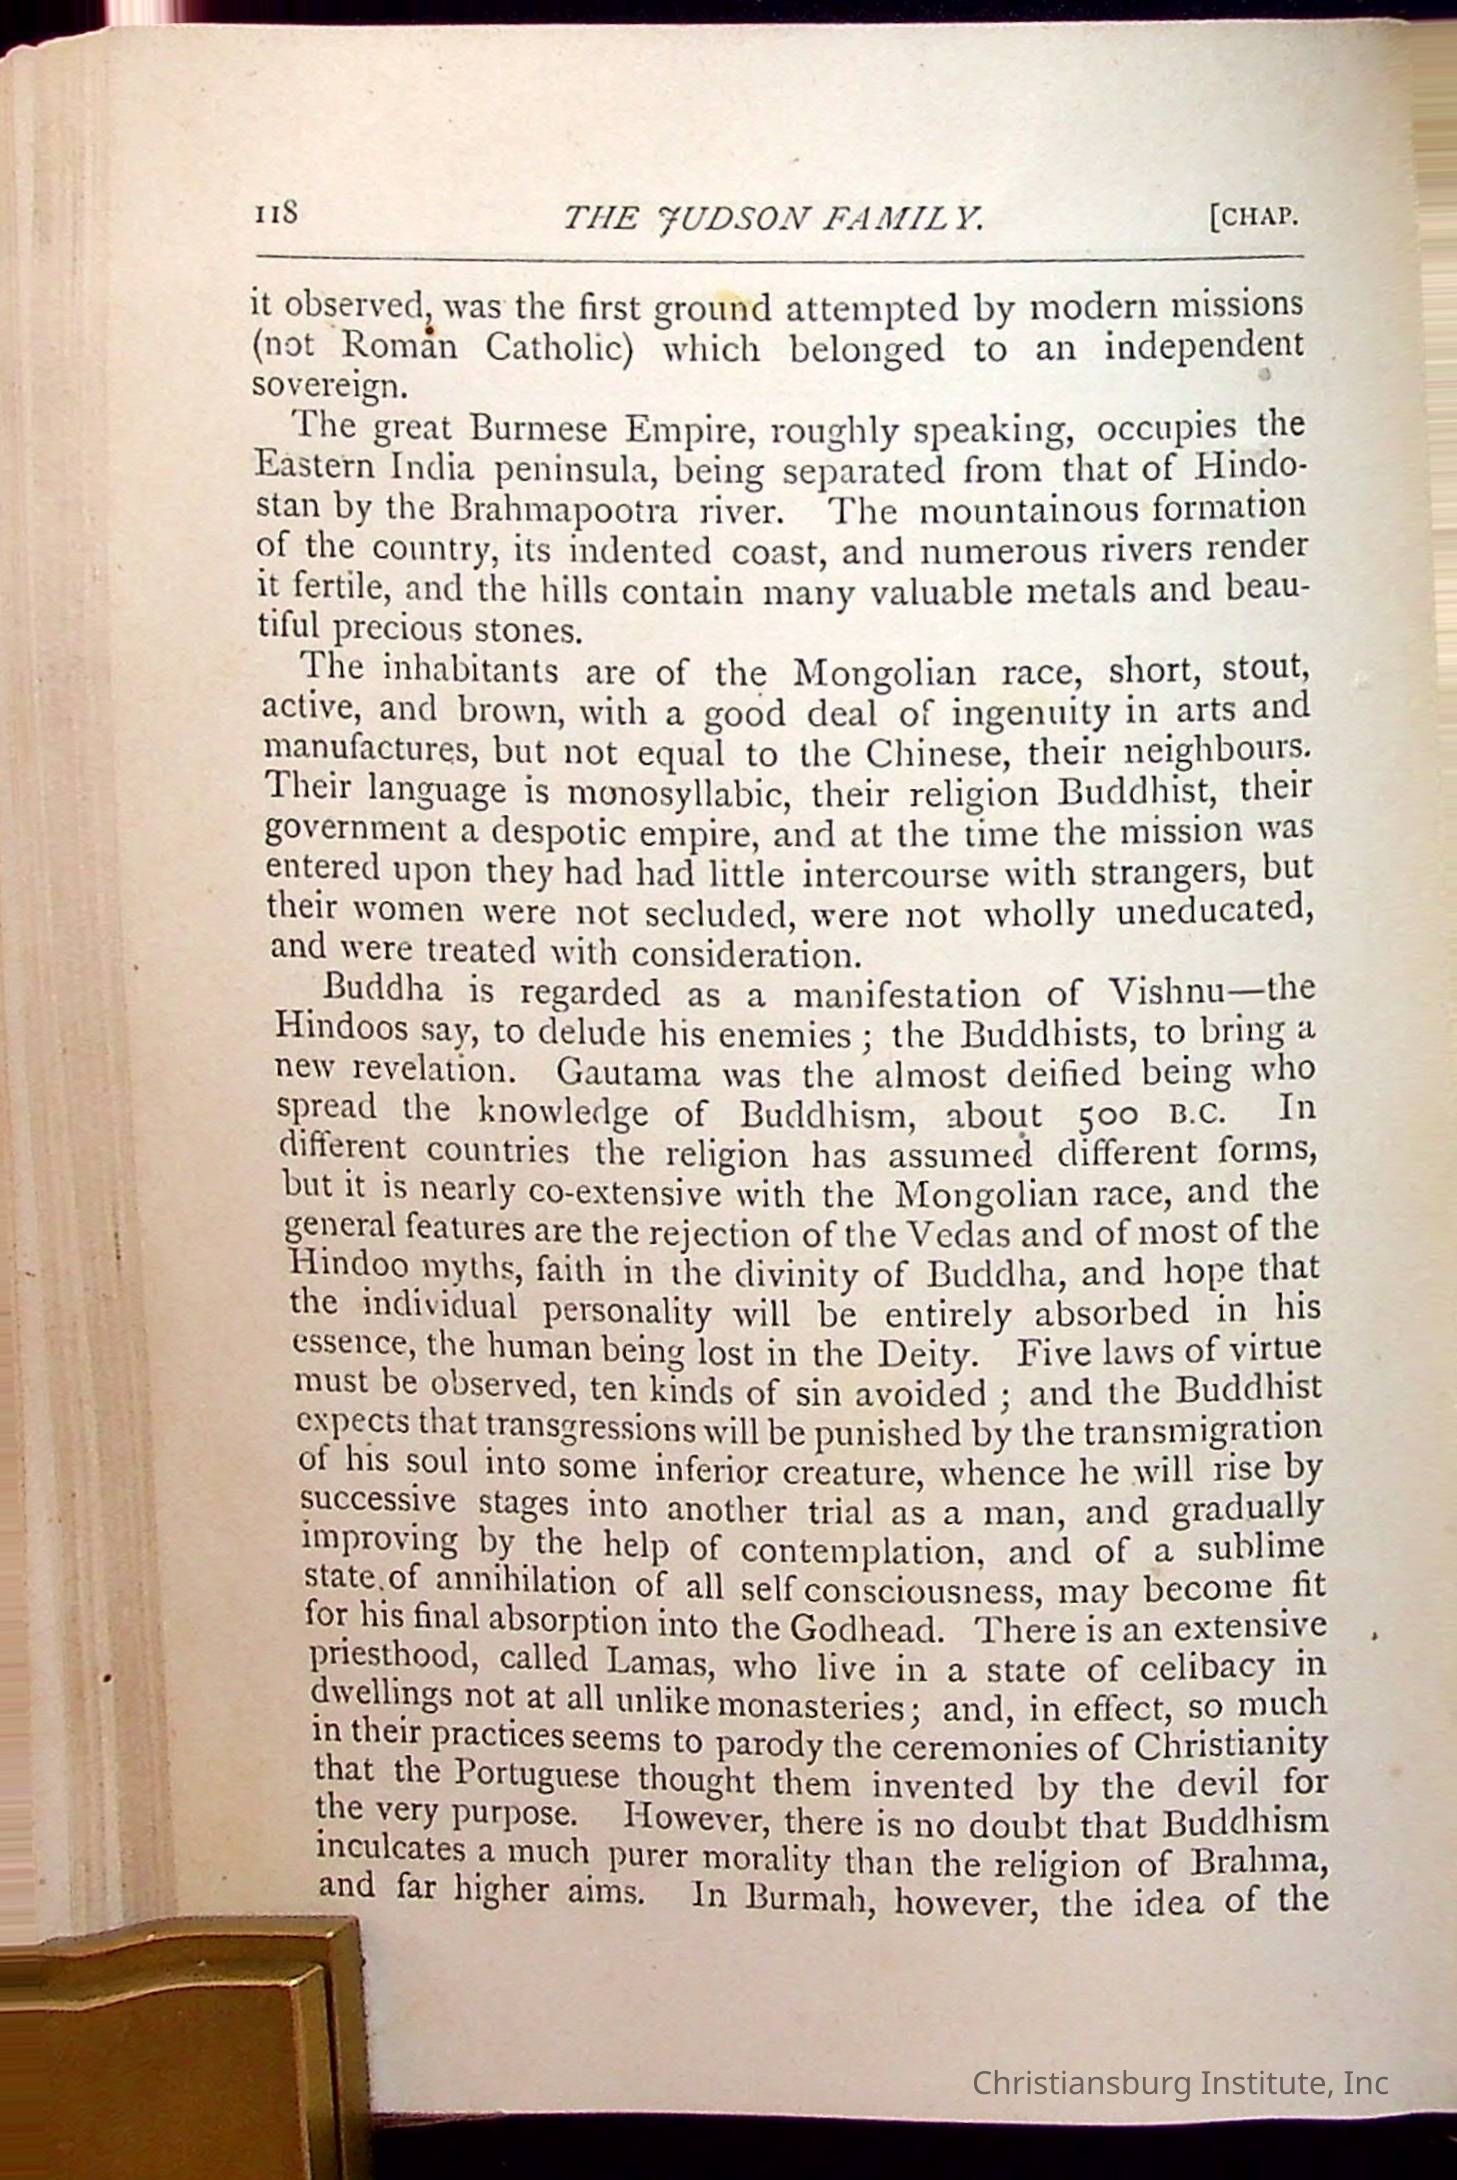 118 THE JUDSON FAMILY. [CHAP.
it observed, was the first ground attempted by modern missions
(not Roman Catholic) which belonged to an independent
sovereign.
The great Burmese Empire, roughly speaking, occupies the
Eastern India peninsula, being separated from that of Hindo-
stan by the Brahmapootra river. The mountainous formation
of the country, its indented coast, and numerous rivers render
it fertile, and the hills contain many valuable metals and beau-
tiful precious stones.
The inhabitants are of the Mongolian race, short, stout,
active, and brown, with a good deal of ingenuity in arts and
manufactures, but not equal to the Chinese, their neighbours.
Their language is monosyllabic, their religion Buddhist, their
government a despotic empire, and at the time the mission was
entered upon they had had little intercourse with strangers, but
their women were not secluded, were not wholly uneducated,
and were treated with consideration.
Buddha is regarded as a manifestation of Vishnu—the
Hindoos say, to delude his enemies ; the Buddhists, to bring a
new revelation. Gautama was the almost deified being who
spread the knowledge of Buddhism, about 500 B.C. In
different countries the religion has assumed different forms,
but it is nearly co-extensive with the Mongolian race, and the
general features are the rejection of the Vedas and of most of the
Hindoo myths, faith in the divinity of Buddha, and hope that
the individual personality will be entirely absorbed in his
essence, the human being lost in the Deity. Five laws of virtue
must be observed, ten kinds of sin avoided ; and the Buddhist
expects that transgressions will be punished by the transmigration
of his soul into some inferior creature, whence he will rise by
successive stages into another trial as a man, and gradually
improving by the help of contemplation, and of a sublime
state of annihilation of all self consciousness, may become fit
for his final absorption into the Godhead. There is an extensive
priesthood, called Lamas, who live in a state of celibacy in
dwellings not at all unlike monasteries; and, in effect, so much
in their practices seems to parody the ceremonies of Christianity
that the Portuguese thought them invented by the devil for
the very purpose. However, there is no doubt that Buddhism
inculcates a much purer morality than the religion of Brahma,
and far higher aims. In Burmah, however, the idea of the
Christiansburg Institute, Inc